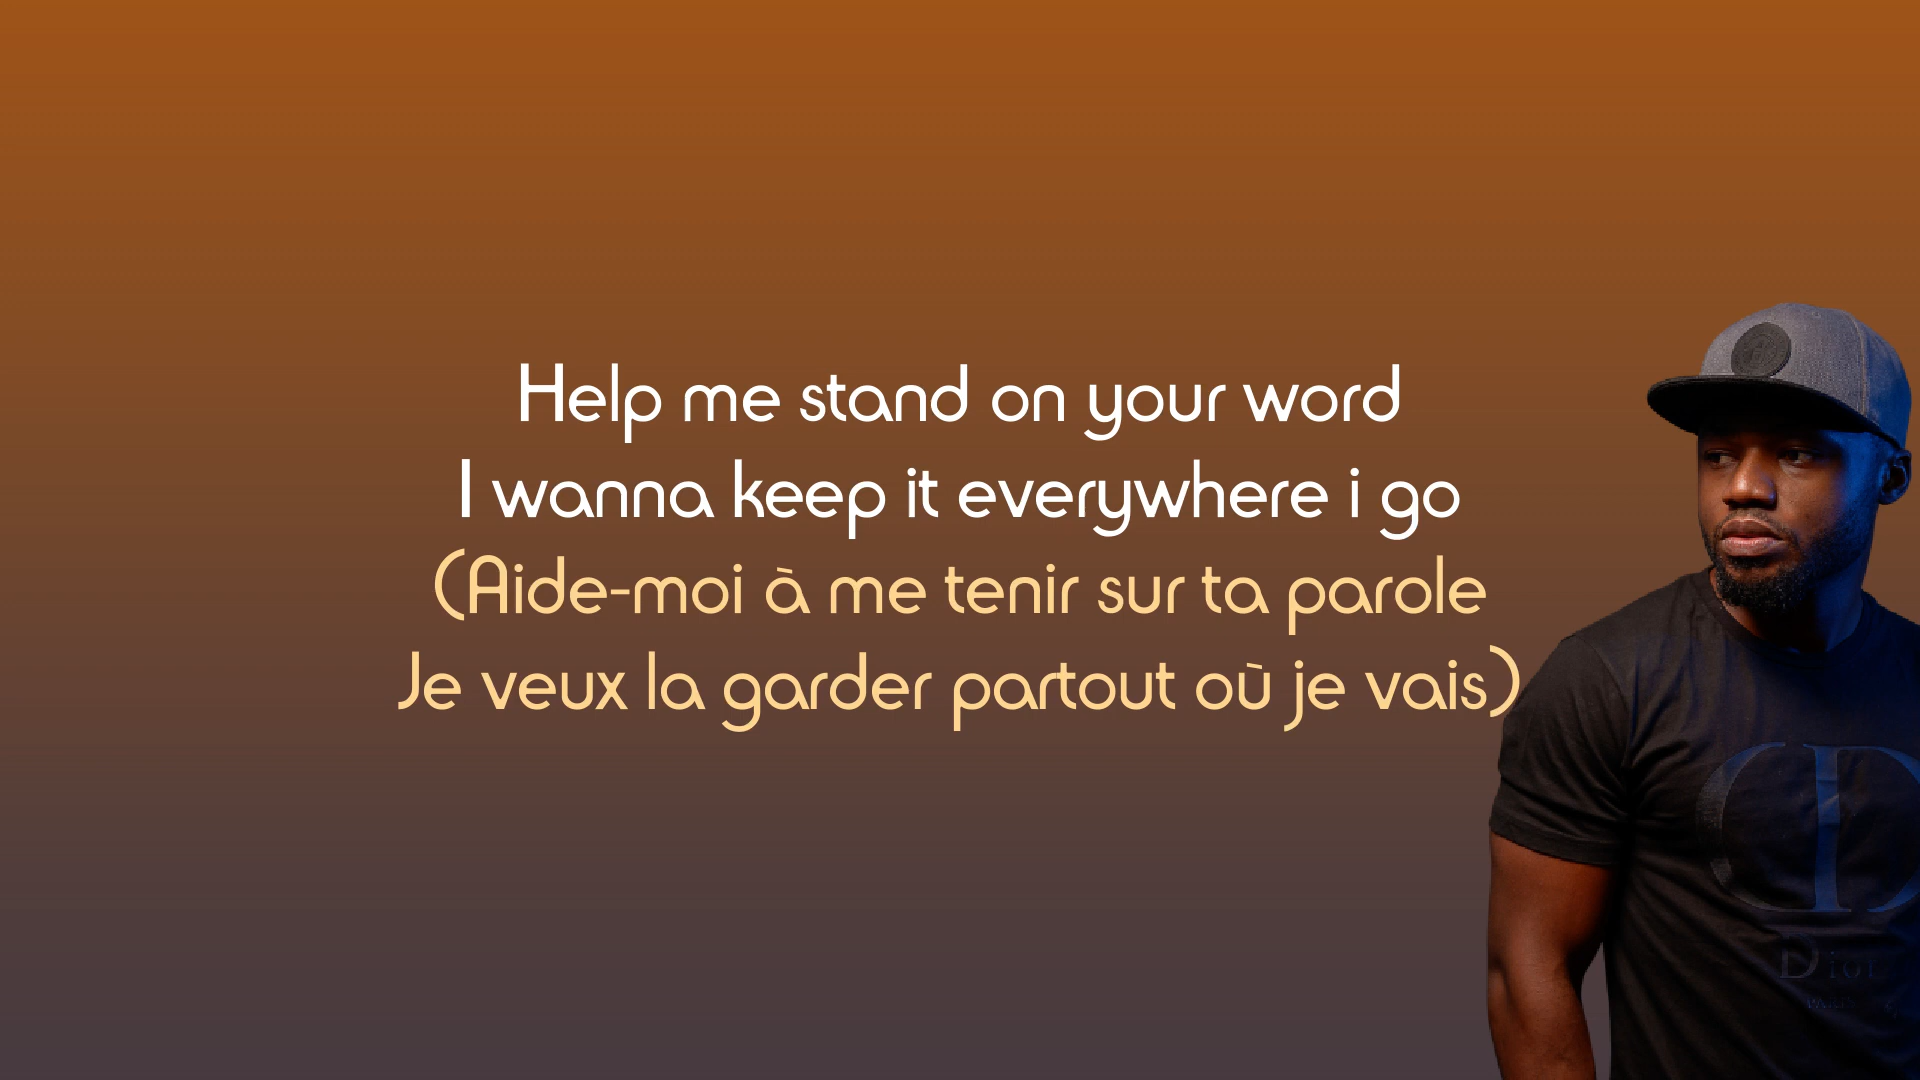 Help me stand on your word
I wanna keep it everywhere i go
(Aide-moi à me tenir sur ta parole
Je veux la garder partout où je vais)
Dior